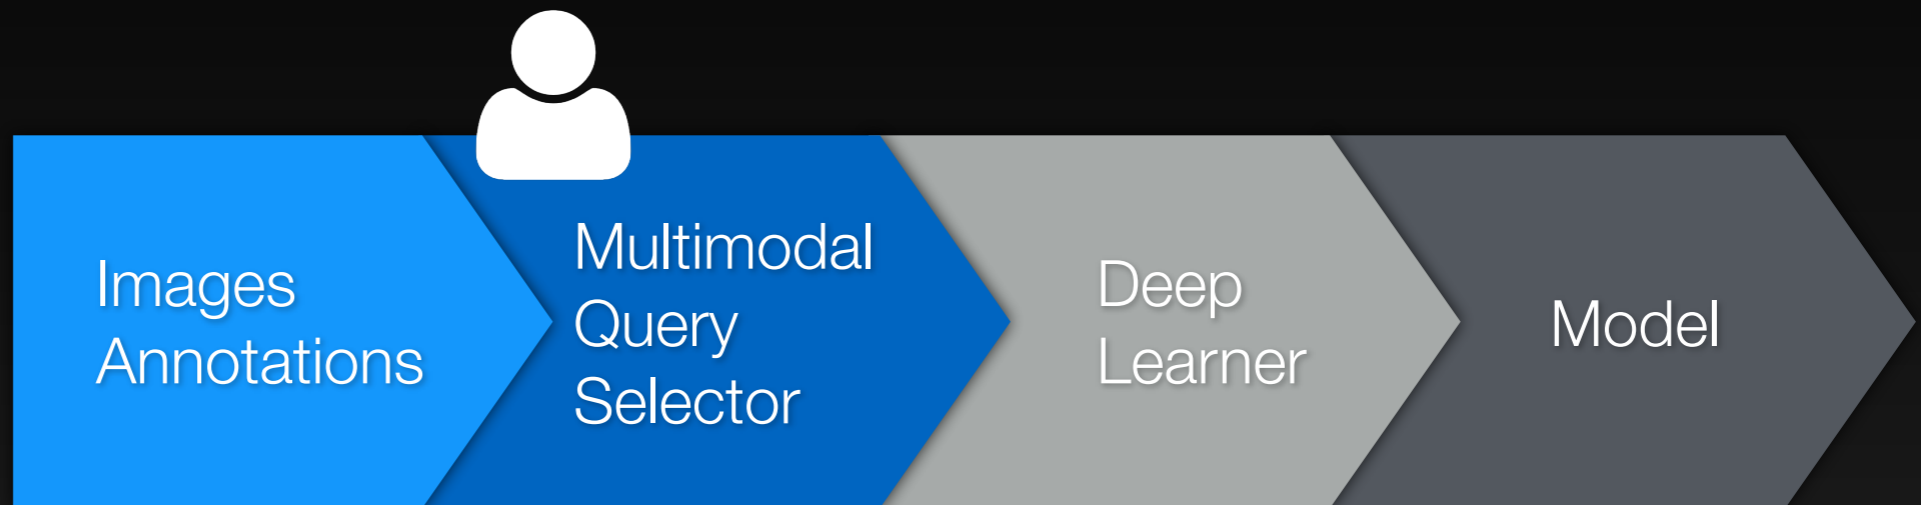 Images
Annotations
Multimodal
Query
Selector
Deep
Learner
Model